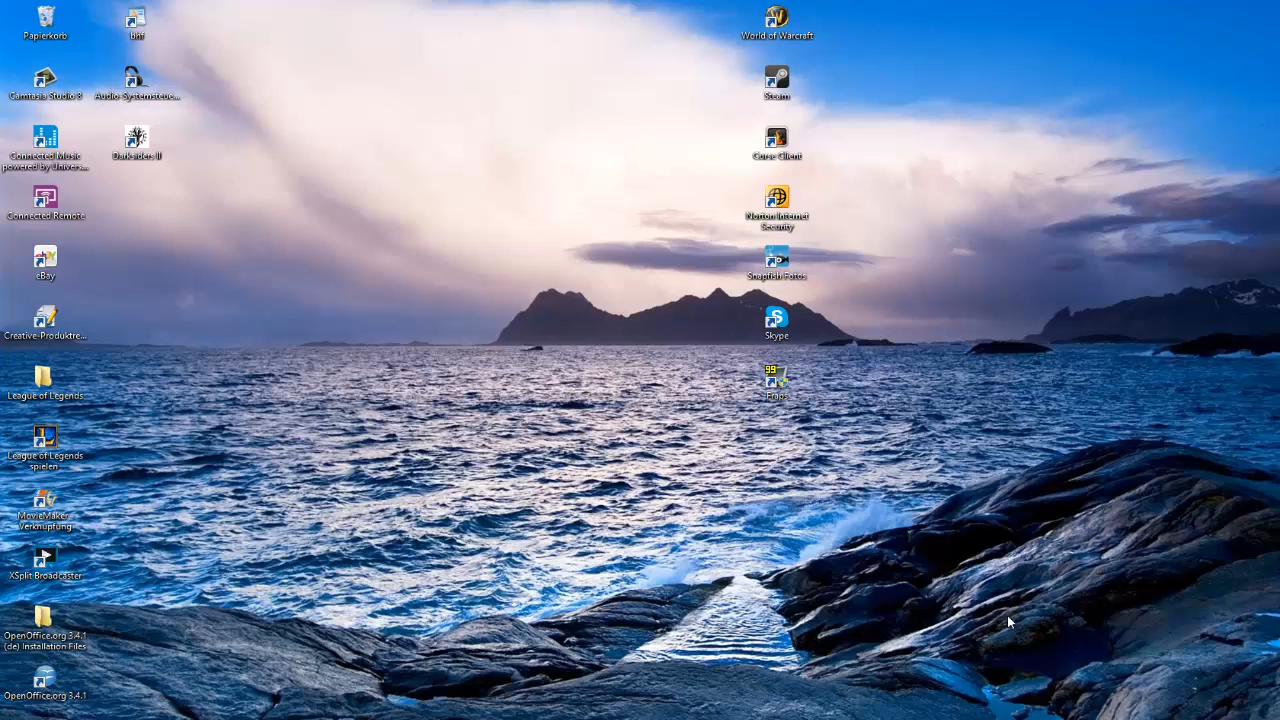 Papierkorb
bhf
World of Warcraft
Camtasia Studio 8
Audio-Systemsteuc...
Steam
Connected Music
powered by Univers...
Darksiders II
Curse Client
Connected Remote
Norton Internet
Security
eBay
Snapfish Fotos
Creative-Produktre...
Skype
League of Legends
99
Fraps
League of Legends
spielen
MovieMaker
Verknüpfung
XSplit Broadcaster
OpenOffice.org 3.4.1
(de) Installation Files
OpenOffice.org 3.4.1